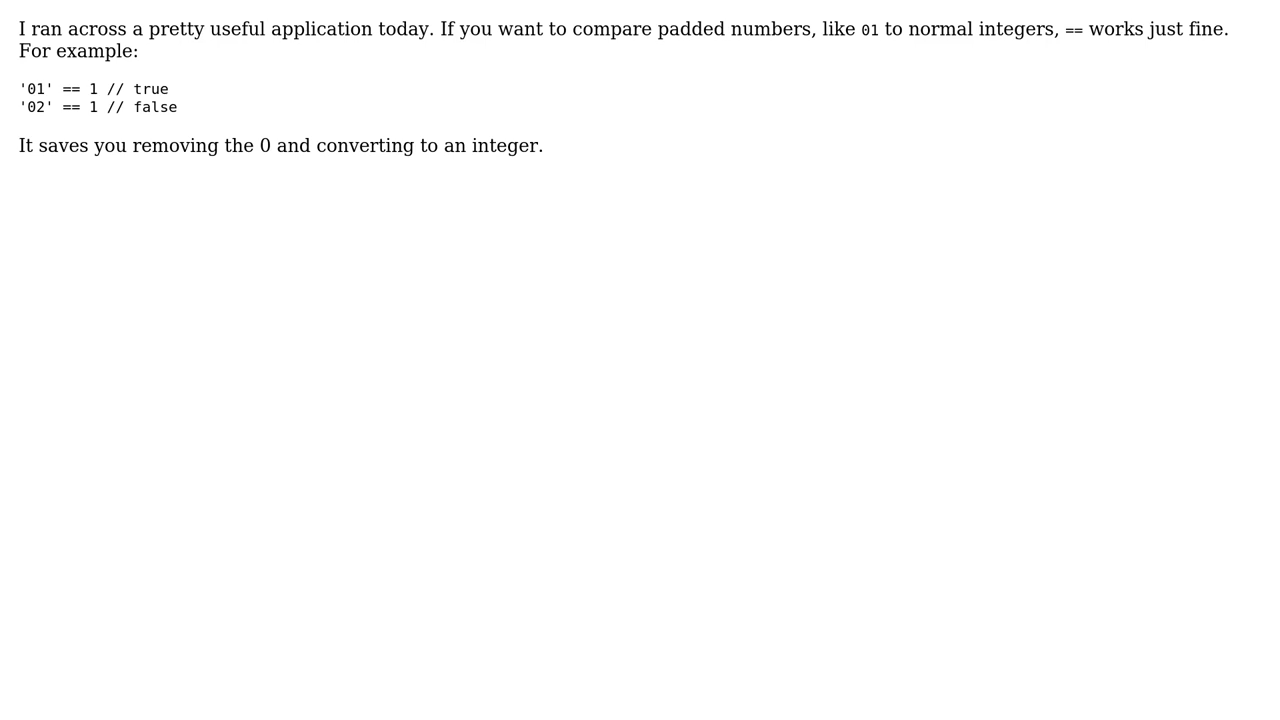 I ran across a pretty useful application today. If you want to compare padded numbers, like 01 to normal integers, == works just fine.
For example:
'01' == 1 // true
'02' == 1 // false
It saves you removing the 0 and converting to an integer.